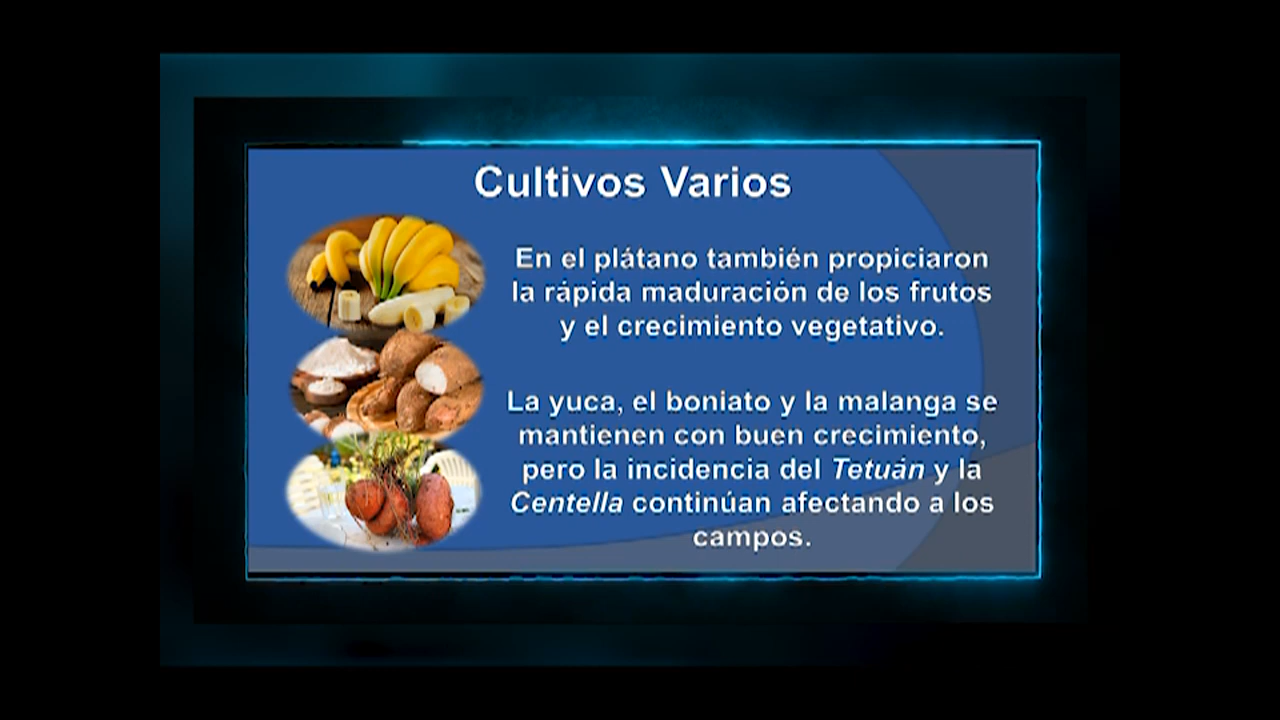 Cultivos Varios
En el plátano también propiciaron
la rápida maduración de los frutos
y el crecimiento vegetativo.
La yuca, el boniato y la malanga se
mantienen con buen crecimiento,
pero la incidencia del Tetuán y la
Centella continúan afectando a los
campos.